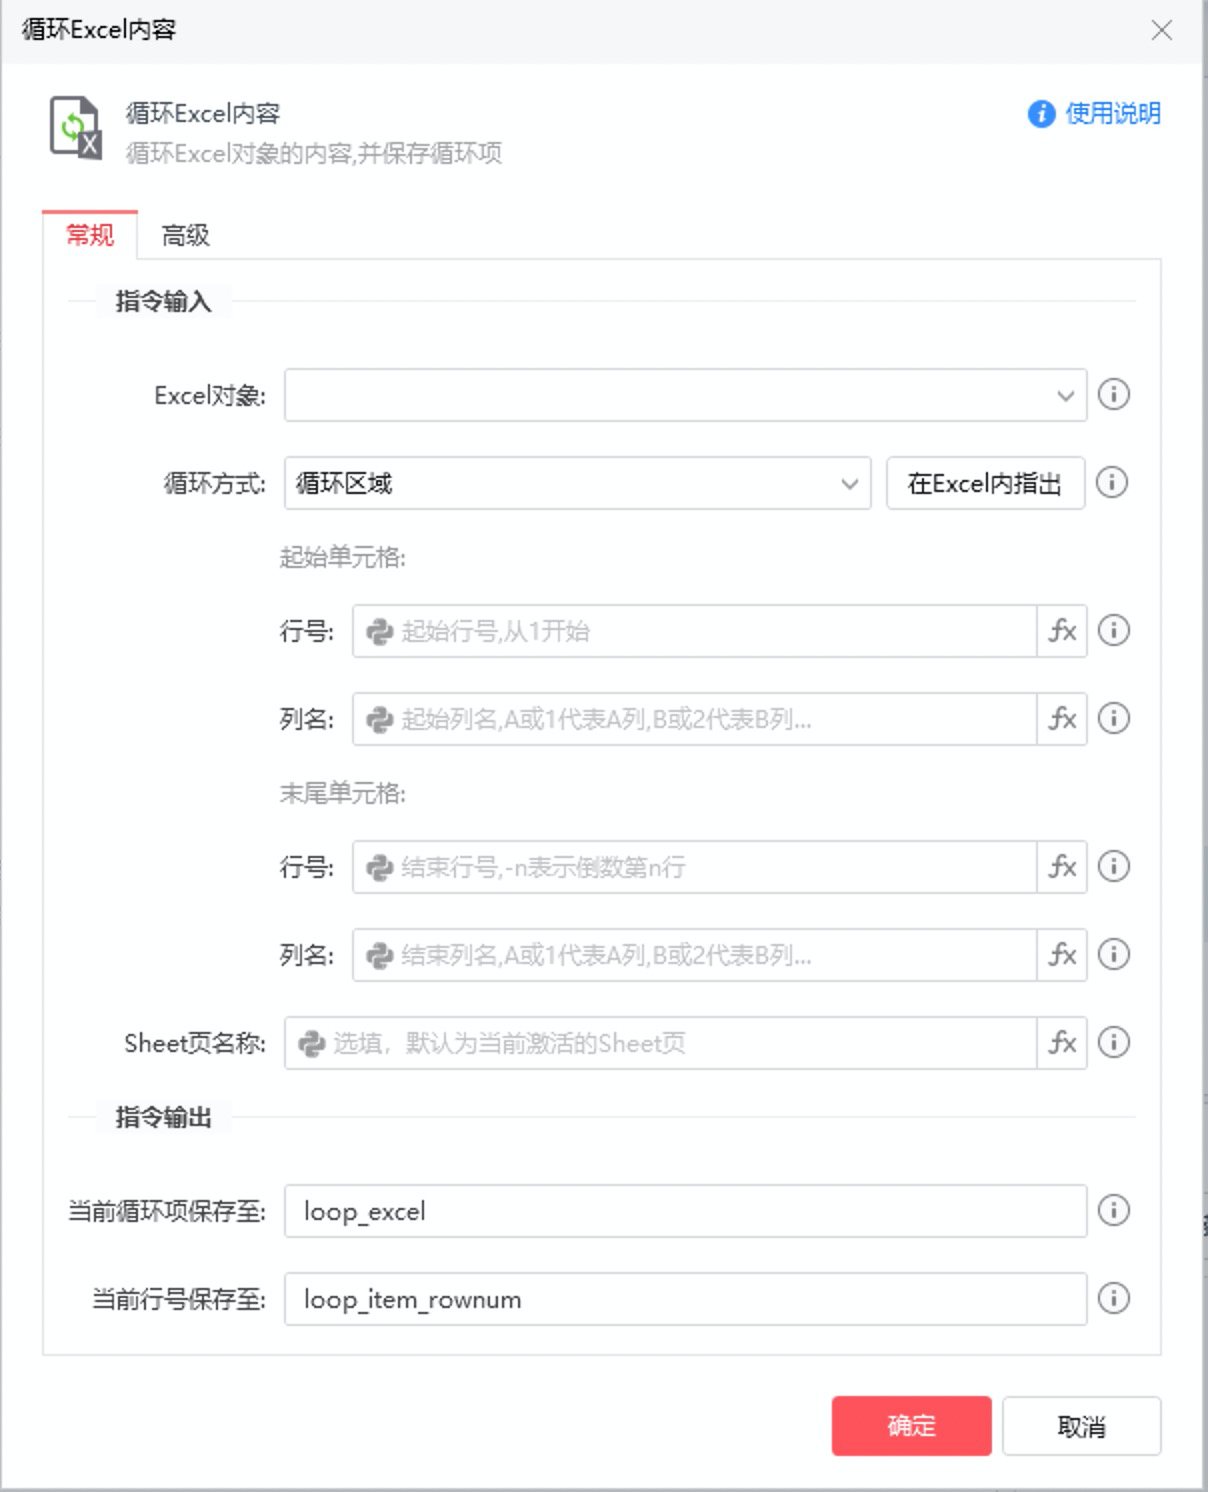 循环Excel内容
循环Excel内容
使用说明
循环Excel对象的内容,并保存循环项
常规
高级
指令输入
Excel对象:
循环方式:
循环区域
在Excel内指出
起始单元格:
行号:
起始行号,从1开始
fx
列名:
起始列名,A或1代表A列,B或2代表B列...
fx
末尾单元格:
行号:
结束行号,-n表示倒数第n行
fx
列名:
结束列名,A或1代表A列,B或2代表B列...
fx
Sheet页名称:
选填，默认为当前激活的Sheet页
fx
指令输出
当前循环项保存至:
loop_excel
当前行号保存至:
loop_item_rownum
确定
取消